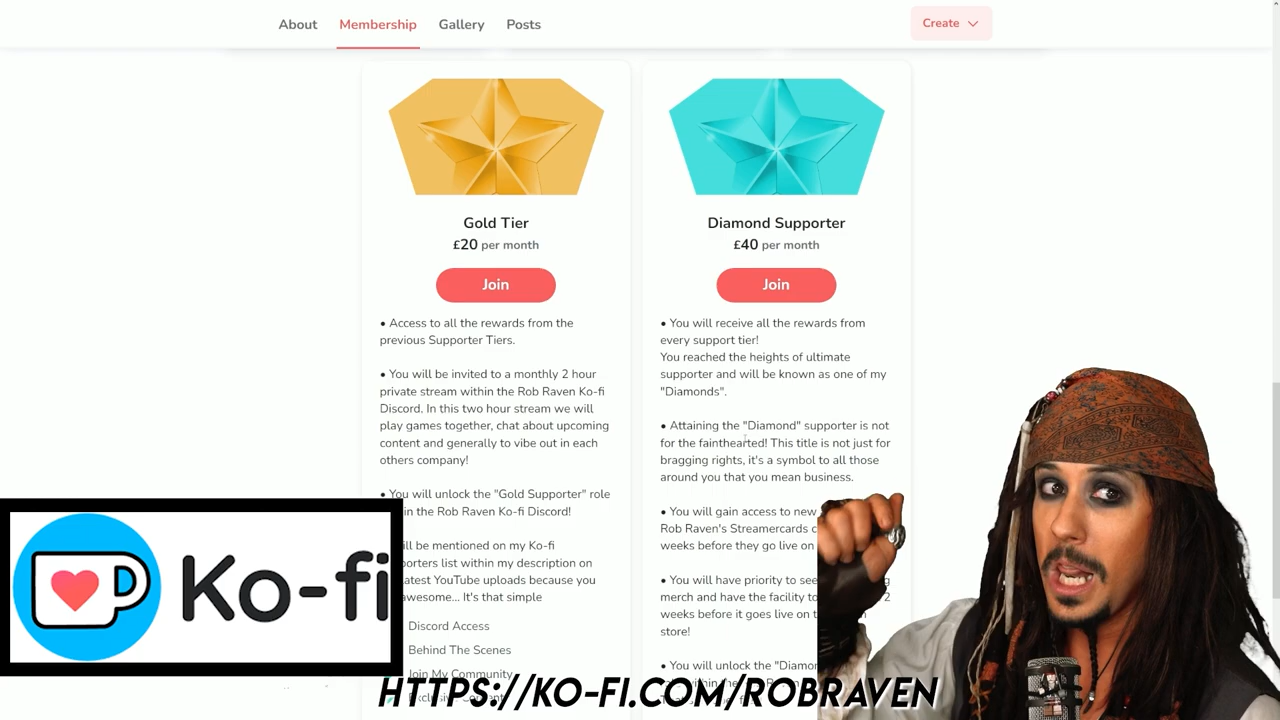 About Membership Gallery Posts Create
Gold Tier
£20 per month
Join
• Access to all the rewards from the
previous Supporter Tiers.
• You will be invited to a monthly 2 hour
private stream within the Rob Raven Ko-fi
Discord. In this two hour stream we will
play games together, chat about upcoming
content and generally to vibe out in each
others company!
• You will unlock the "Gold Supporter" role
in the Rob Raven Ko-fi Discord!
be mentioned on my Ko-fi
list within my description on
YouTube uploads because you
awesome... It's that simple
Discord Access
Behind The Scenes
Join My Community
Diamond Supporter
£40 per month
Join
• You will receive all the rewards from
every support tier!
You reached the heights of ultimate
supporter and will be known as one of my
"Diamonds".
• Attaining the "Diamond" supporter is not
for the fainthearted! This title is not just for
bragging rights, it's a symbol to all those
around you that you mean business.
• You will gain access to new
Rob Raven's Streamercards
weeks before they go live on
• You will have priority to see
merch and have the facility to 2
weeks before it goes live on
store!
• You will unlock the
Ko-fi
HTTPS://KO-FI.COM/ROBRAVEN